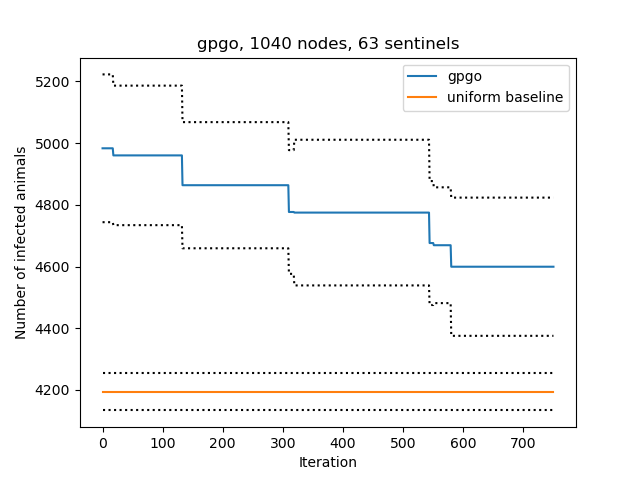 gpgo, 1040 nodes, 63 sentinels
gpgo
uniform baseline
Number of infected animals
5200
5000
4800
4600
4400
4200
0 100 200 300 400 500 600 700
Iteration